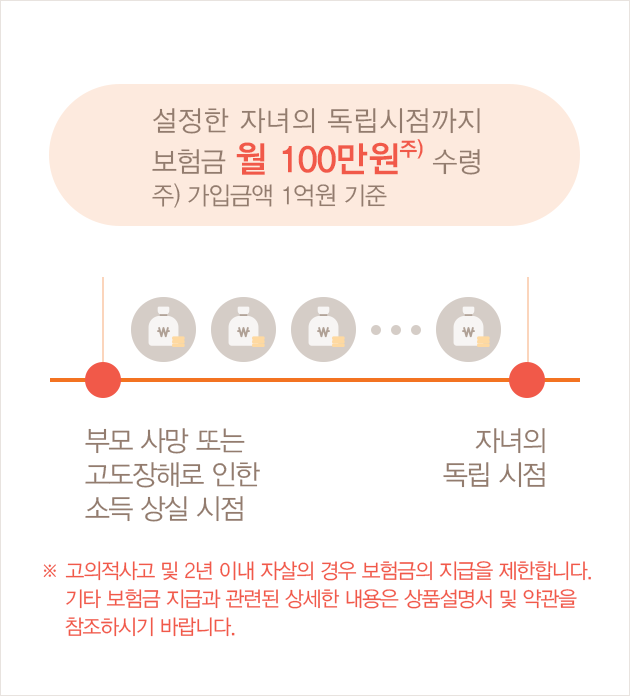 설정한 자녀의 독립시점까지
보험금 월 100만원주) 수령
주) 가입금액 1억원 기준
₩ ₩ ₩ ₩
부모 사망 또는
고도장해로 인한
소득 상실 시점
자녀의
독립 시점
※ 고의적사고 및 2년 이내 자살의 경우 보험금의 지급을 제한합니다.
기타 보험금 지급과 관련된 상세한 내용은 상품설명서 및 약관을
참조하시기 바랍니다.